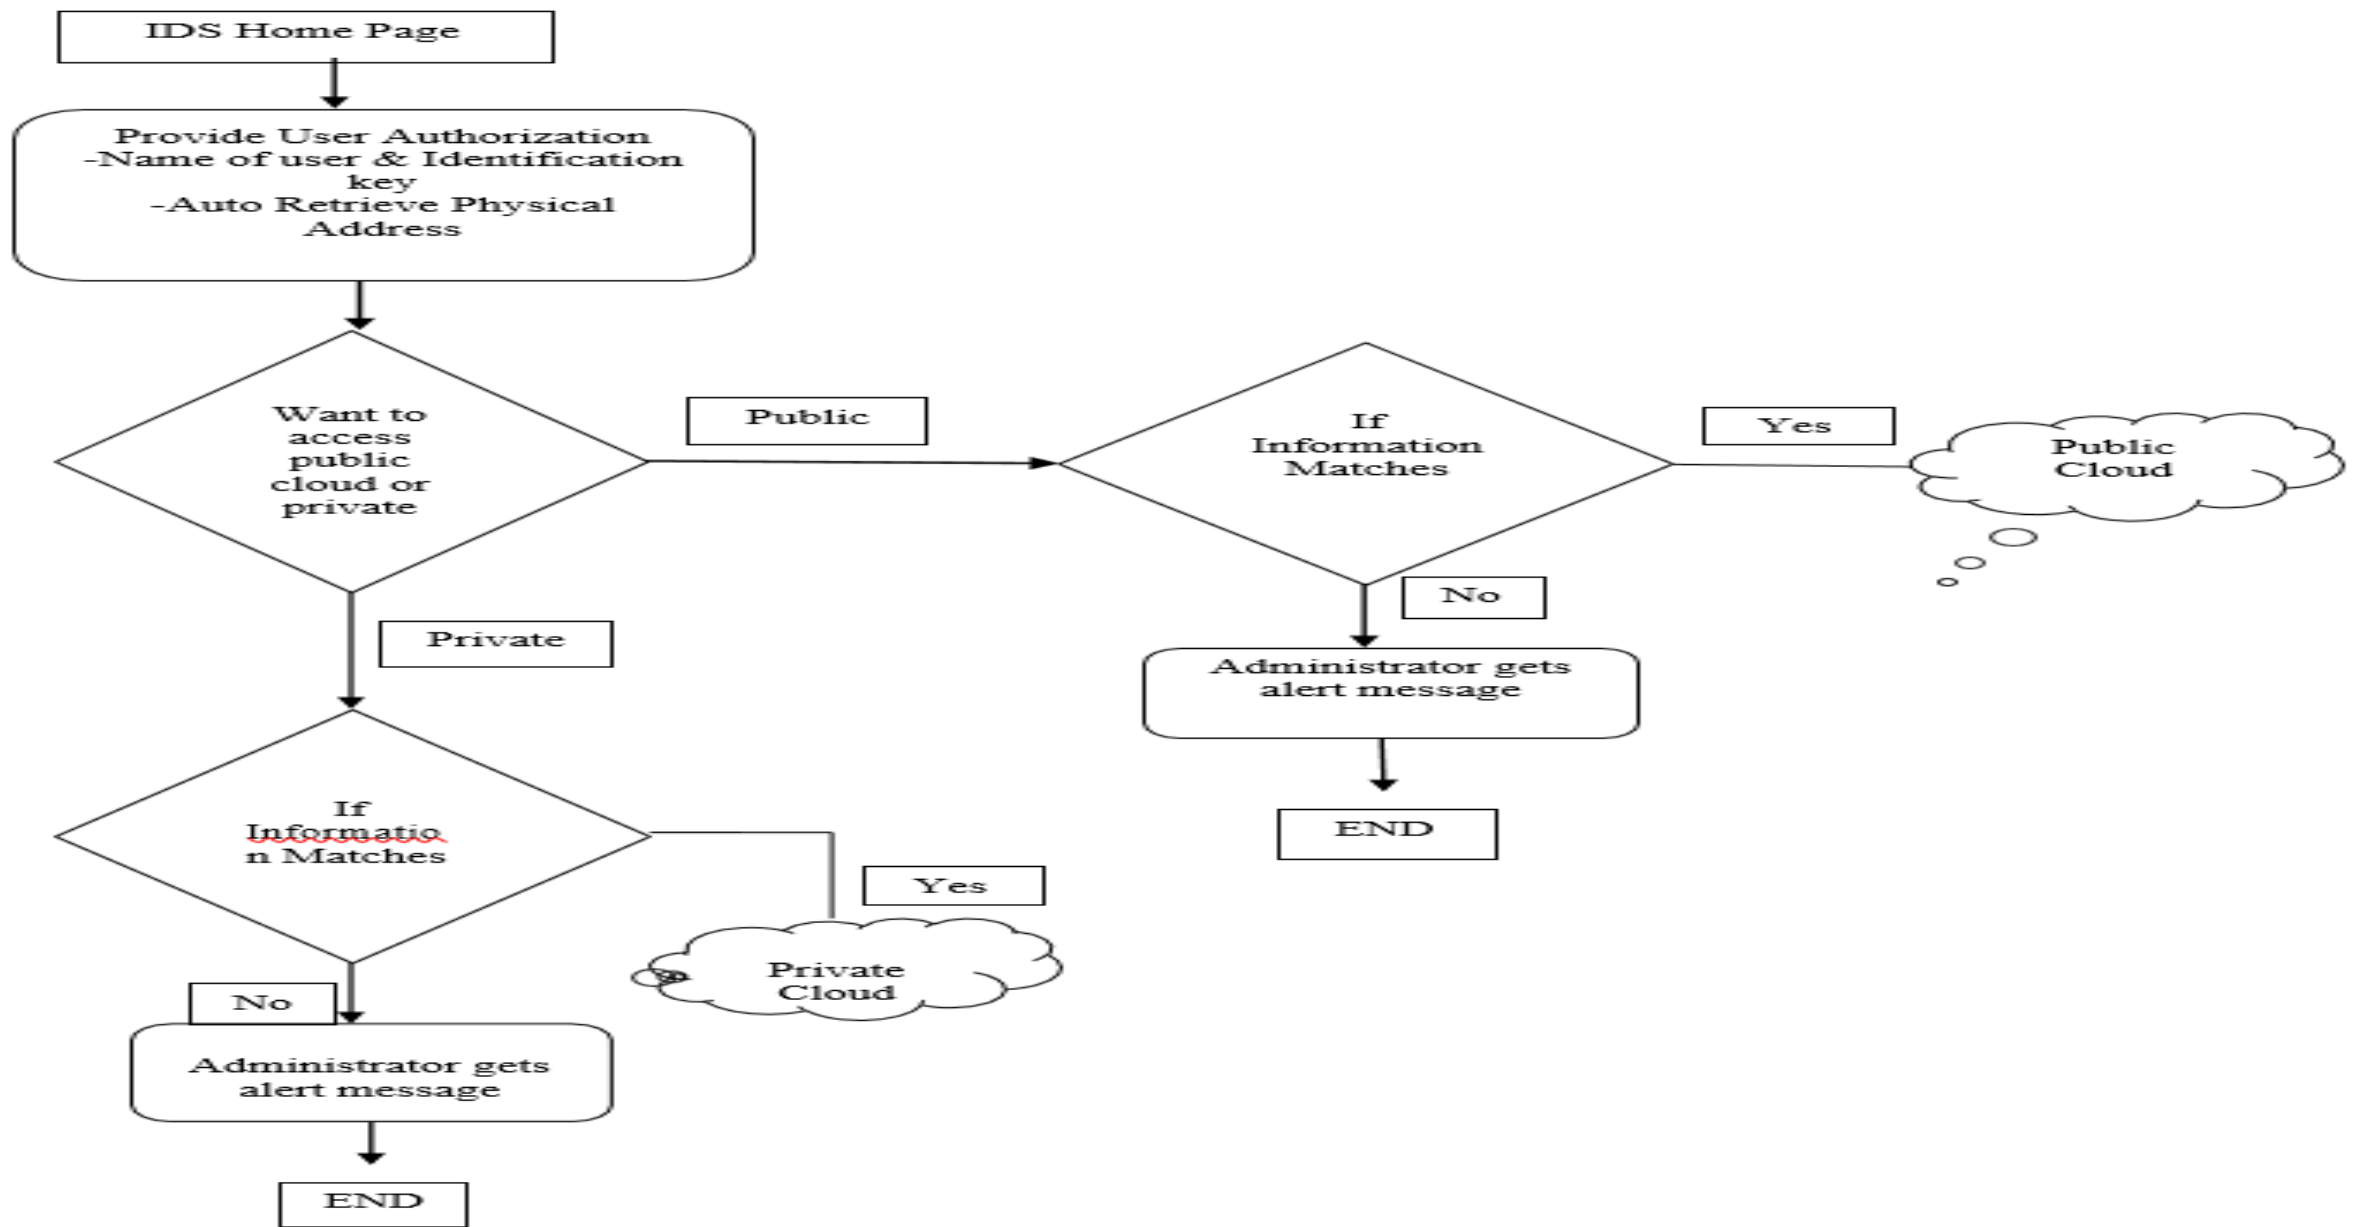 IDS Home Page
Provide User Authorization
-Name of user & Identification
key
-Auto Retrieve Physical
Address
Want to
access
public
cloud or
private
Public
If
Information
Matches
Yes
Public
Cloud
No
Administrator gets
alert message
END
Private
If
Informatio
n Matches
Yes
Private
Cloud
No
Administrator gets
alert message
END